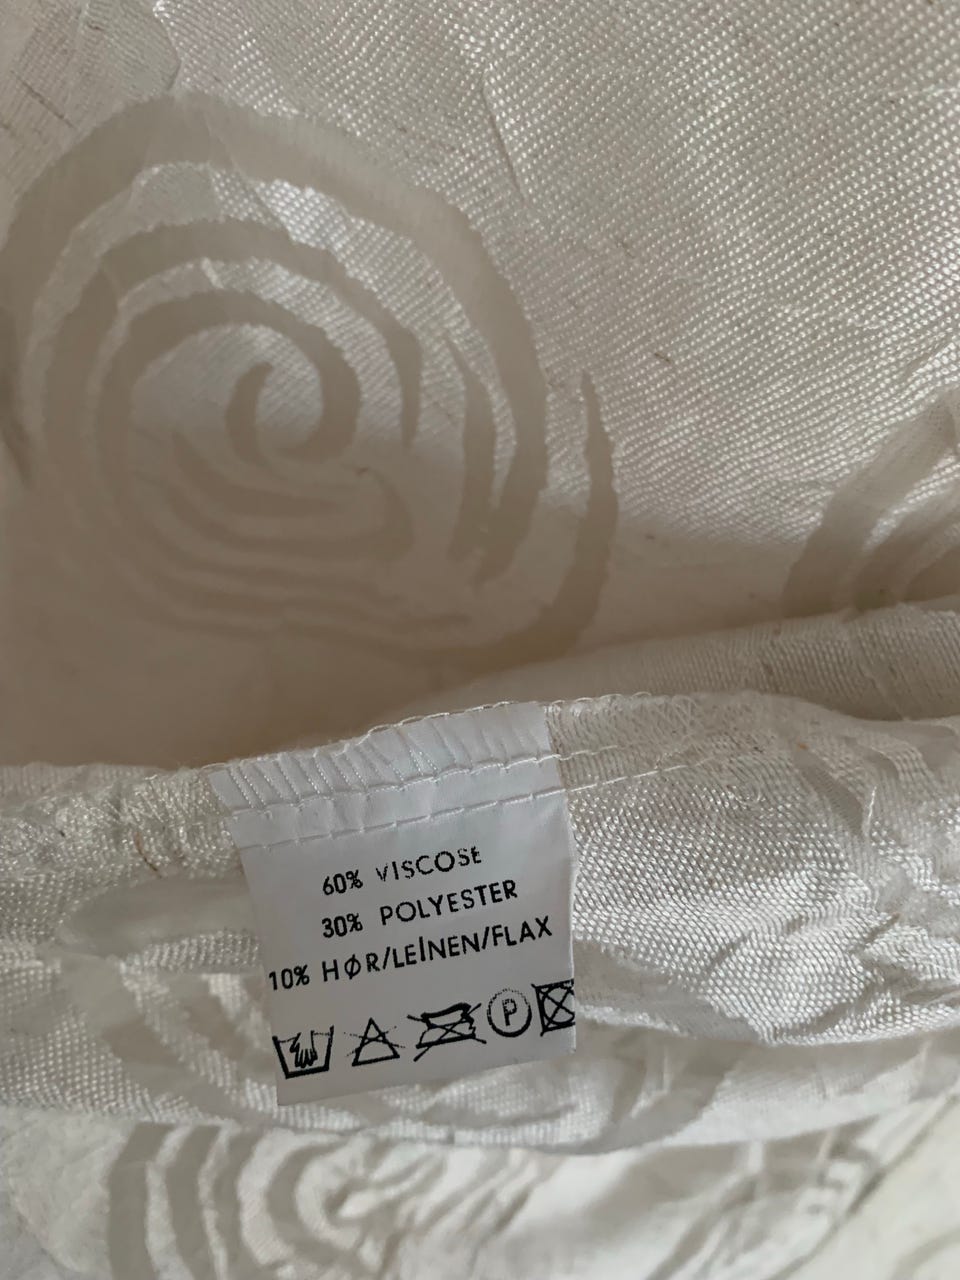 60% VISCOSE
30% POLYESTER
10% HØR/LEINEN/FLAX
P